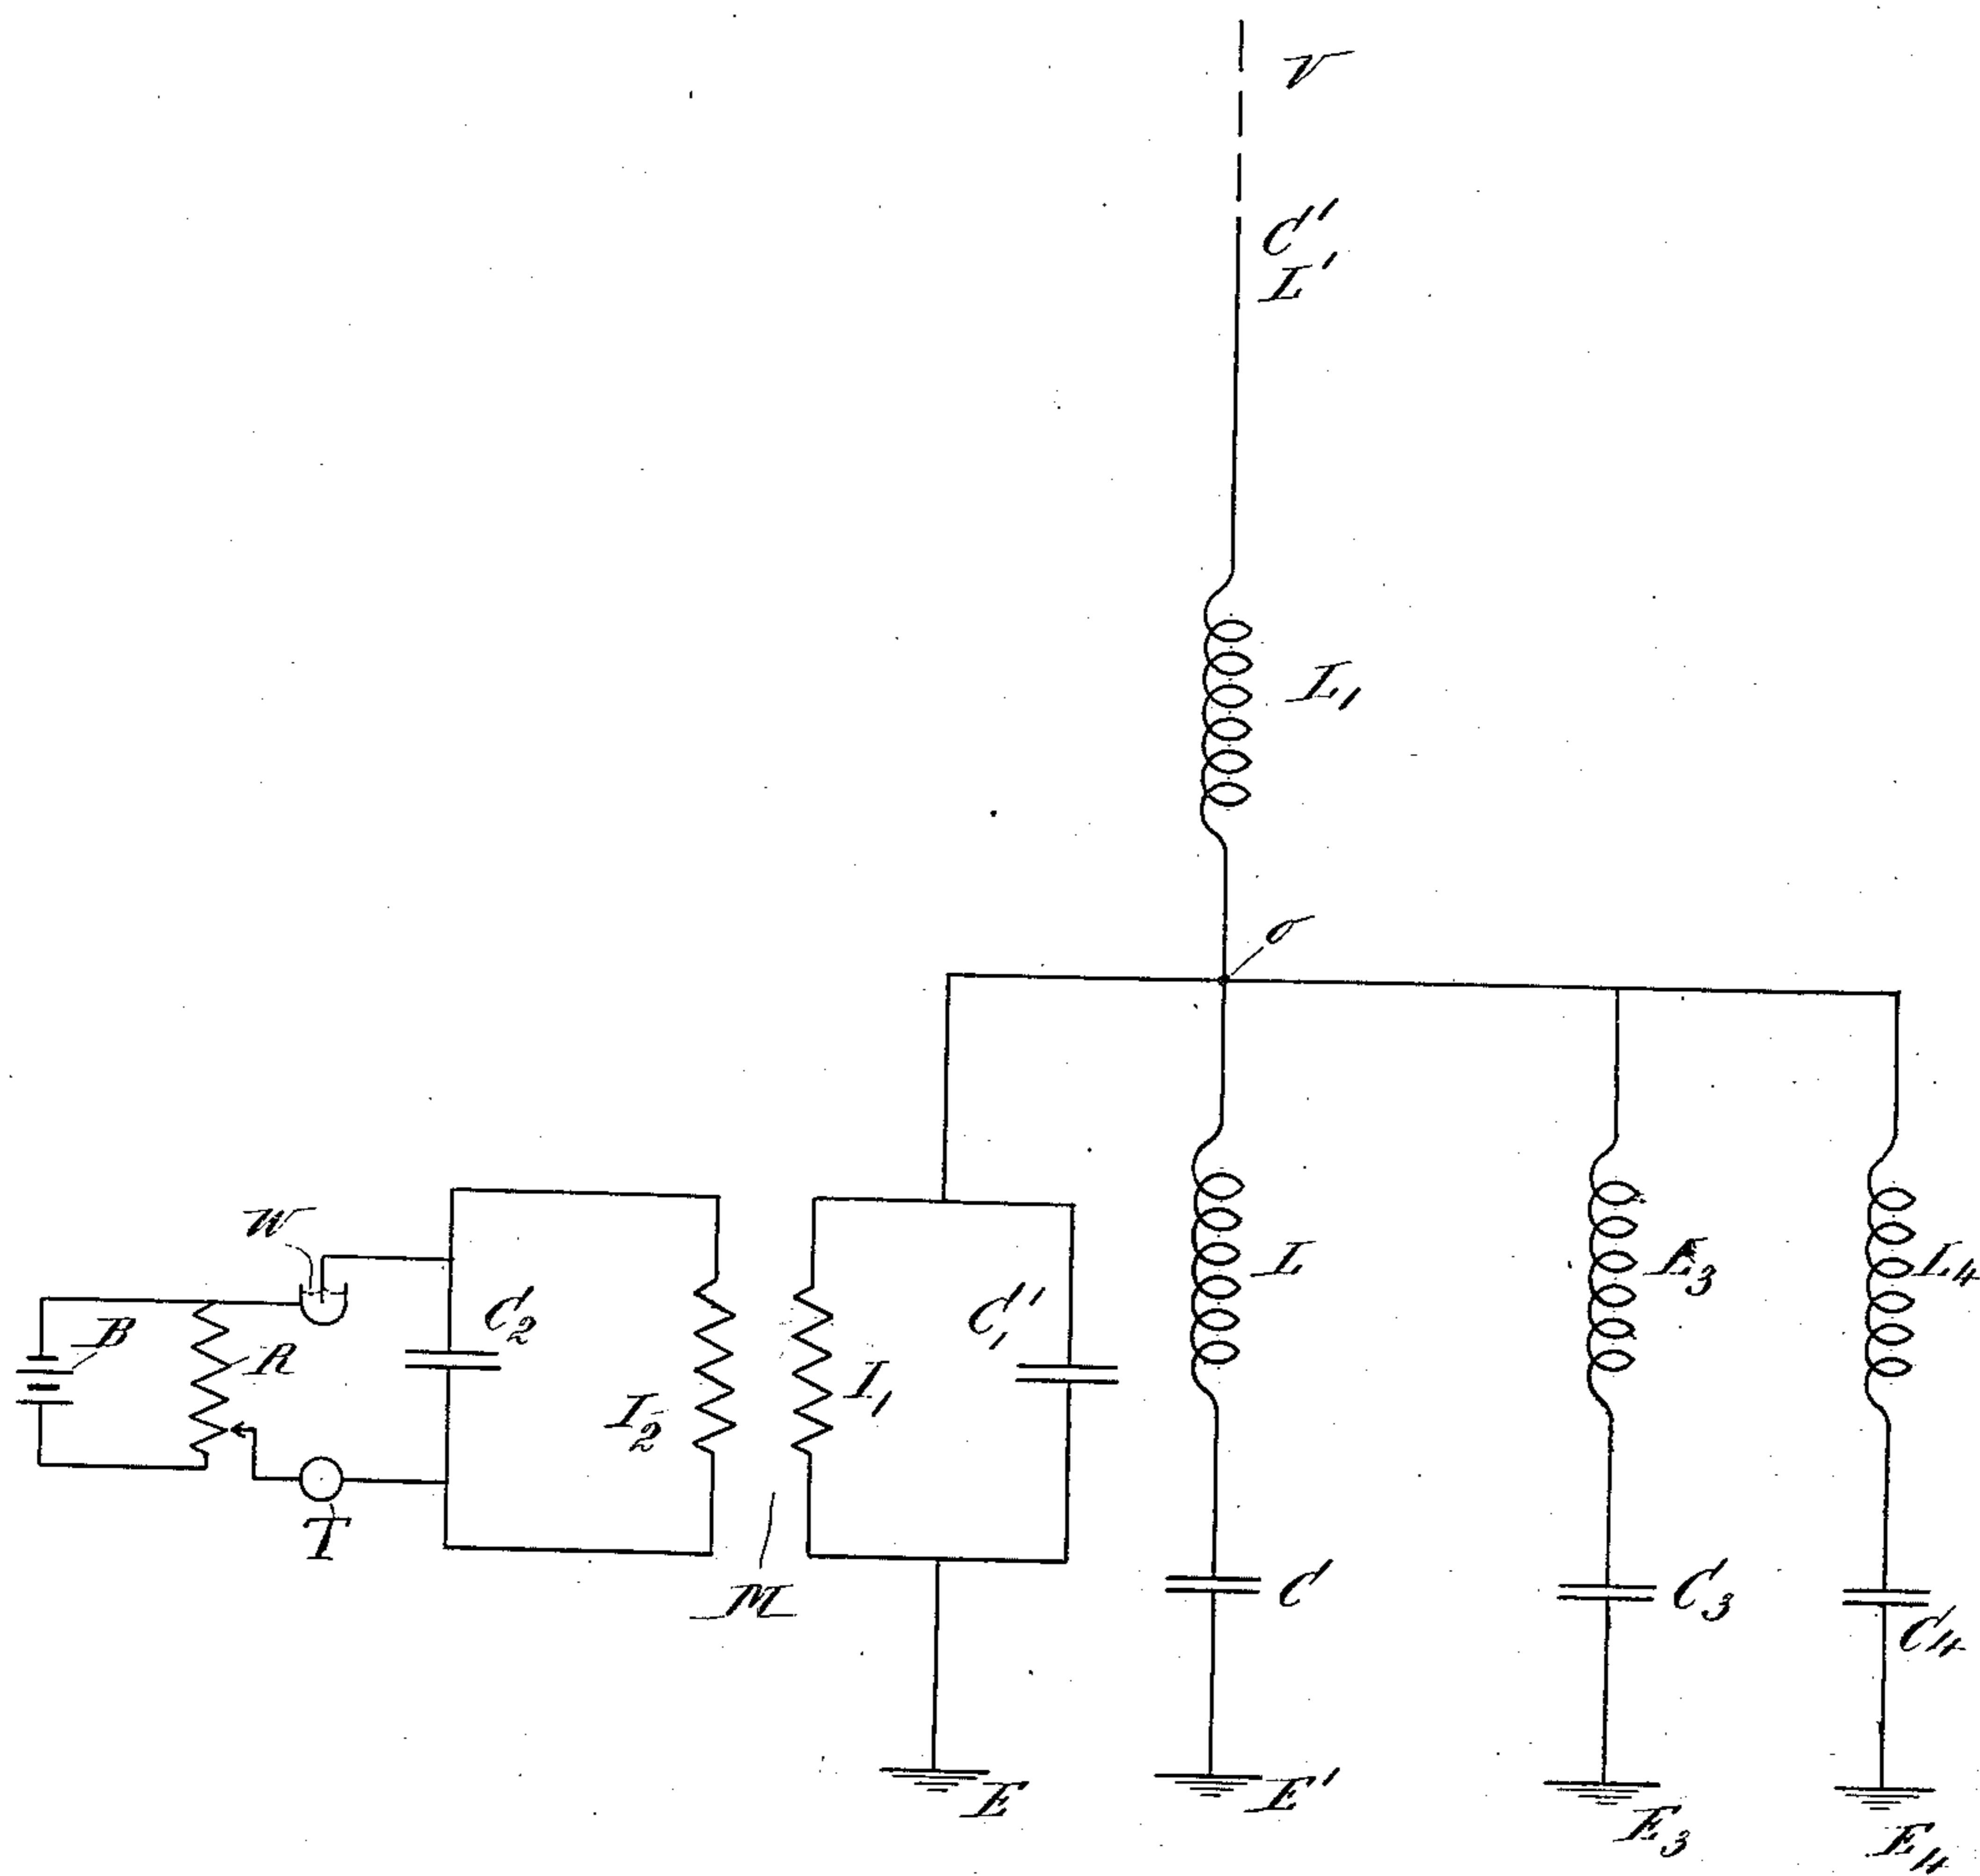 V
C'
L'
L₁
o
W
B
R
C₂
I₂
I₁
C₁'
L
L₃
L₄
T
M
C
C₃
C₄
E
E'
E₃
E₄